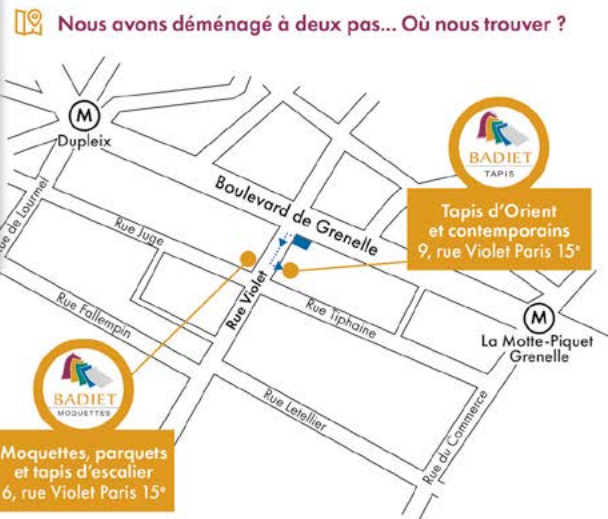 Nous avons déménagé à deux pas... Où nous trouver ?
M
Dupleix
BADIET
TAPIS
Tapis d'Orient
et contemporains
9, rue Violet Paris 15ᵉ
Boulevard de Grenelle
rue de Lourmel
Rue Juge
Rue Violet
Rue Tiphaine
Rue Fallempin
M
La Motte-Piquet
Grenelle
BADIET
MOQUETTES
Moquettes, parquets
et tapis d'escalier
6, rue Violet Paris 15ᵉ
Rue Letellier
Rue du Commerce